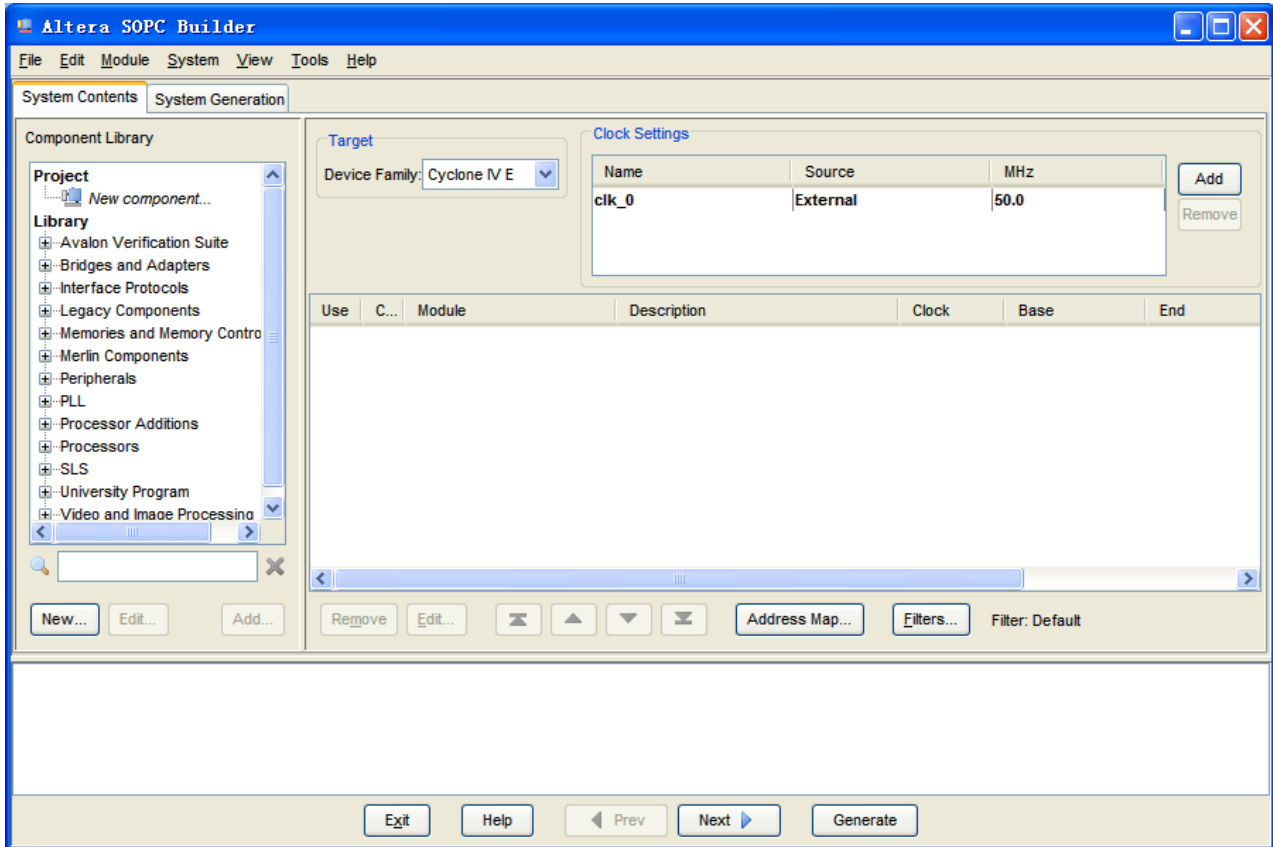 Altera SOPC Builder
File Edit Module System View Tools Help
System Contents System Generation
Component Library
Project
New component...
Library
Avalon Verification Suite
Bridges and Adapters
Interface Protocols
Legacy Components
Memories and Memory Contro
Merlin Components
Peripherals
PLL
Processor Additions
Processors
SLS
University Program
Video and Image Processing
New... Edit... Add...
Target
Device Family: Cyclone IV E
Clock Settings
Name Source MHz
clk_0 External 50.0
Add
Remove
Use C... Module Description Clock Base End
Remove Edit... Address Map... Filters... Filter: Default
Exit Help Prev Next Generate